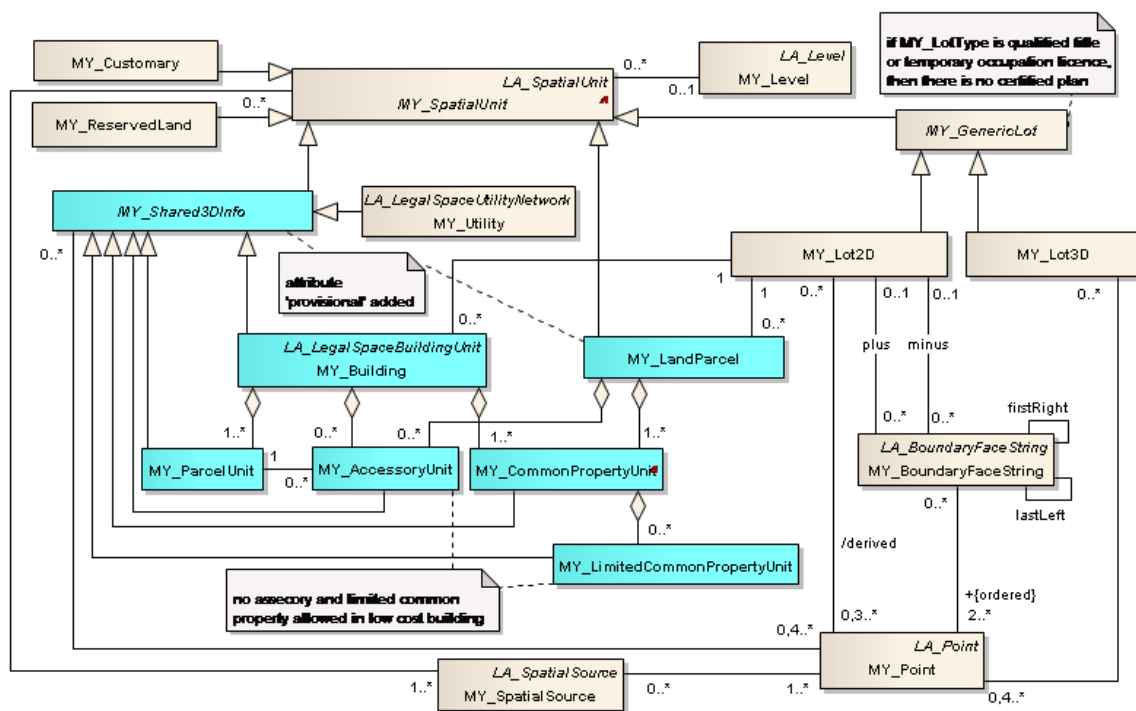 MY_Customary
LA_SpatialUnit
MY_SpatialUnit
0..*
0..1
LA_Level
MY_Level
if MY_LotType is qualified title
or temporary occupation licence,
then there is no certified plan
0..*
MY_ReservedLand
MY_GenericLot
MY_Shared3DInfo
LA_LegalSpaceUtilityNetwork
MY_Utility
0..*
MY_Lot2D
MY_Lot3D
attribute
'provisional' added
1
1
0..*
0..1
0..1
0..*
0..*
0..*
LA_LegalSpaceBuildingUnit
MY_Building
MY_LandParcel
plus
minus
1..*
0..*
0..*
1..*
1..*
0..*
0..*
firstRight
MY_ParcelUnit
1
0..*
MY_AccessoryUnit
MY_CommonPropertyUnit
LA_BoundaryFaceString
MY_BoundaryFaceString
0..*
lastLeft
0..*
/derived
MY_LimitedCommonPropertyUnit
no assecory and limited common
property allowed in low cost building
+{ordered}
0,4..*
0,3..*
2..*
LA_Point
MY_Point
LA_SpatialSource
MY_SpatialSource
1..*
0..*
1..*
0,4..*